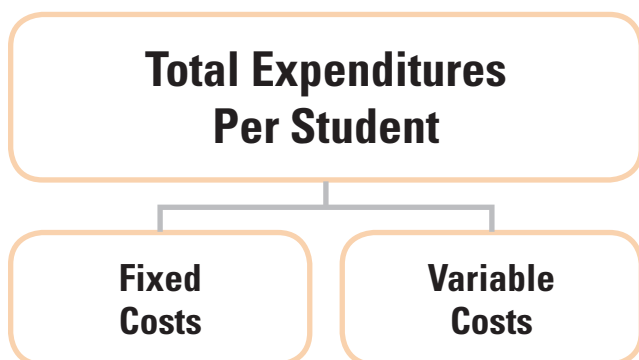 Total Expenditures
Per Student
Fixed
Costs
Variable
Costs